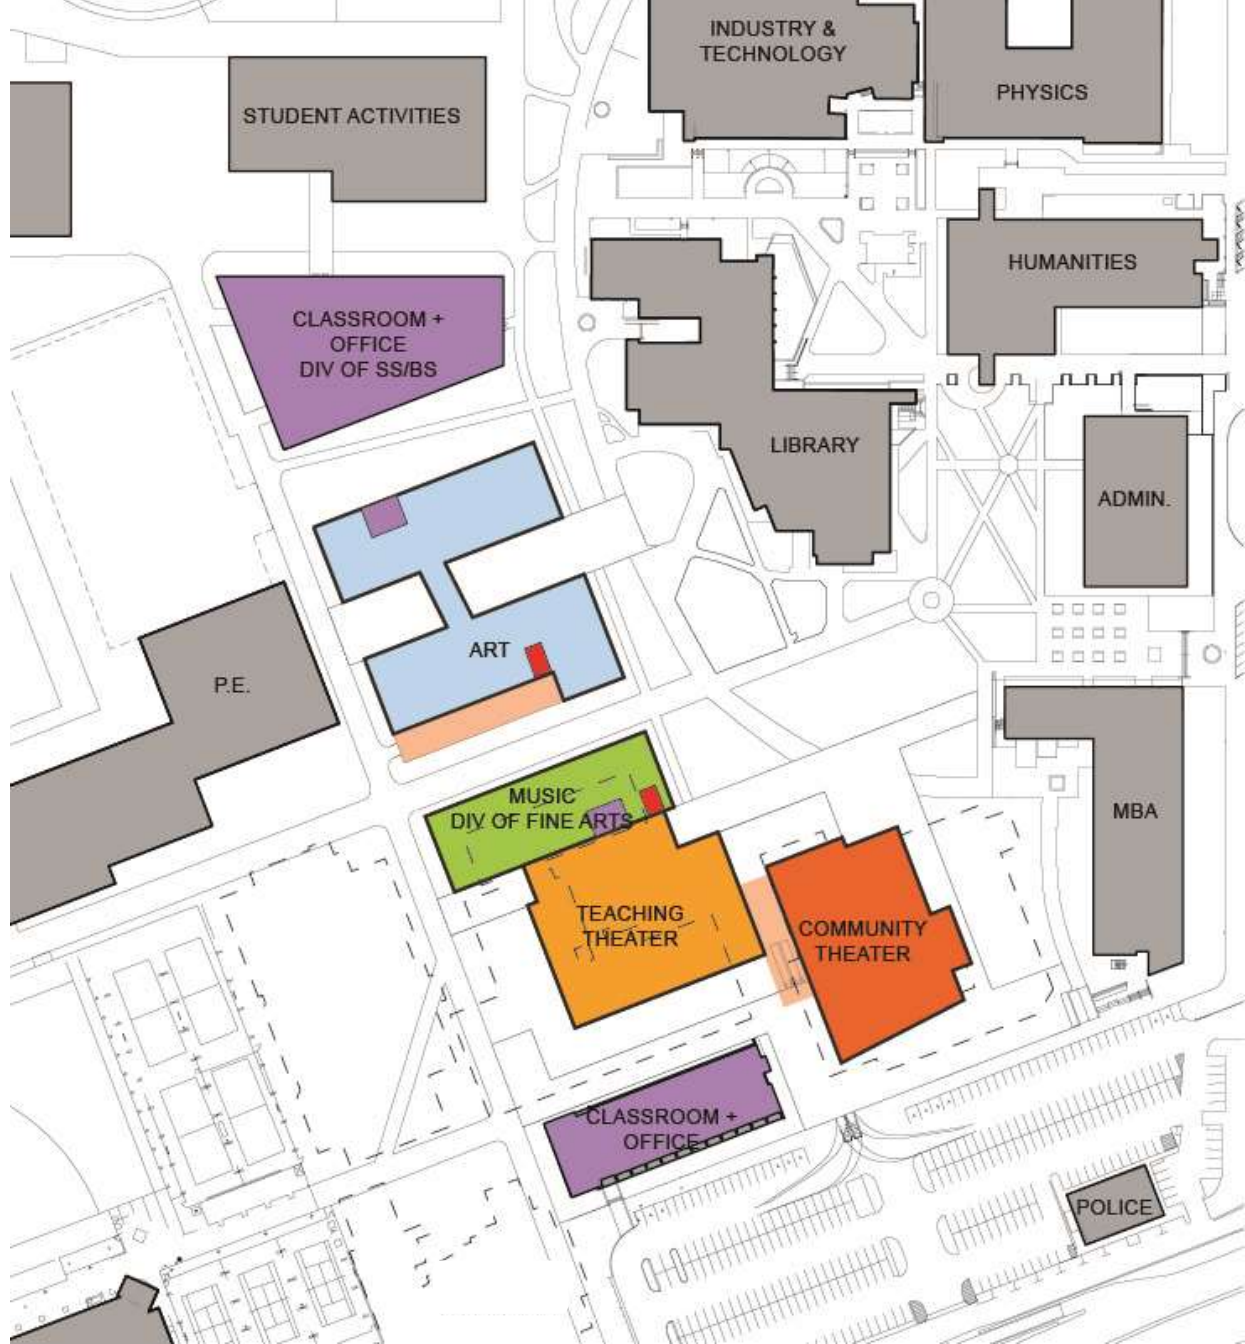 INDUSTRY &
TECHNOLOGY
PHYSICS
STUDENT ACTIVITIES
HUMANITIES
CLASSROOM +
OFFICE
DIV OF SS/BS
LIBRARY
ADMIN.
ART
P.E.
MUSIC
DIV OF FINE ARTS
MBA
TEACHING
THEATER
COMMUNITY
THEATER
CLASSROOM +
OFFICE
POLICE